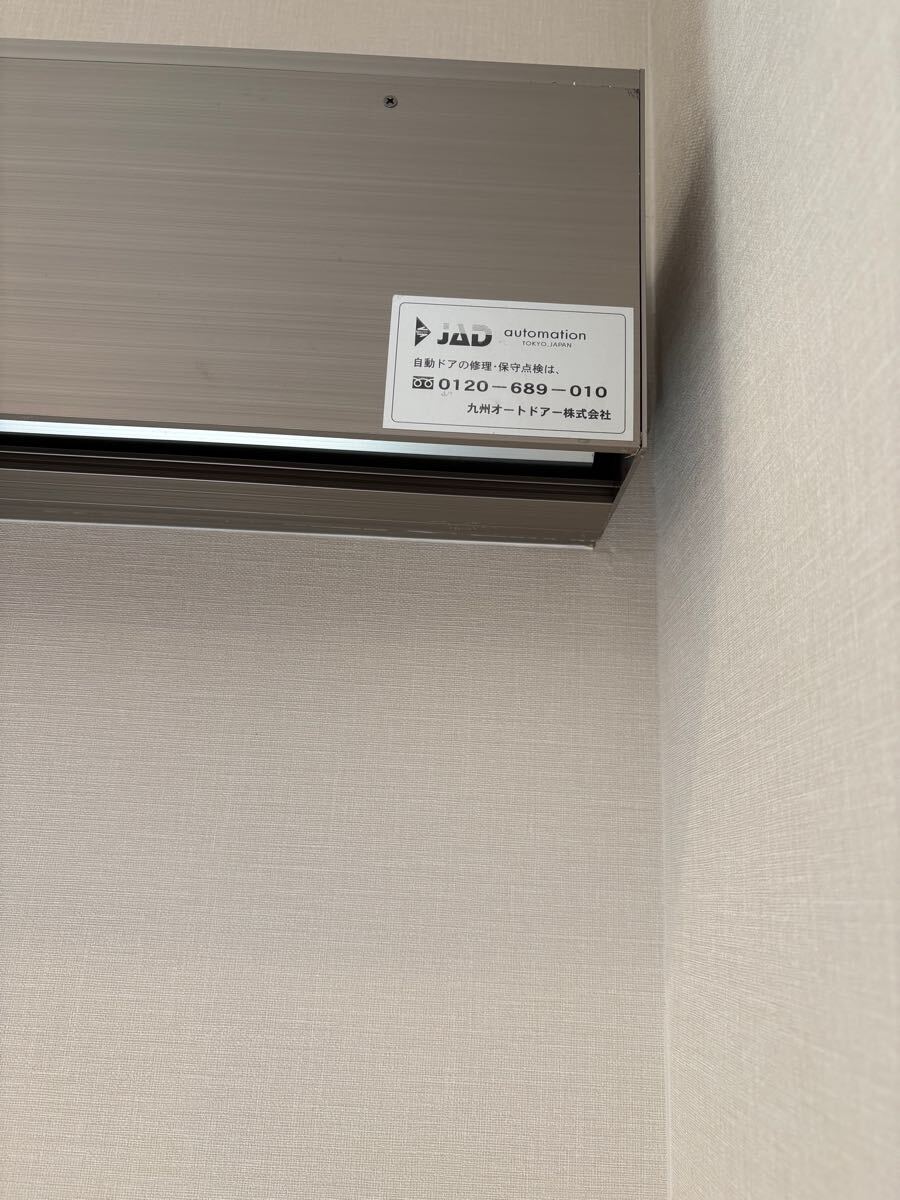 JAD automation
TOKYO, JAPAN
自動ドアの修理・保守点検は、
0120-689-010
九州オートドアー株式会社